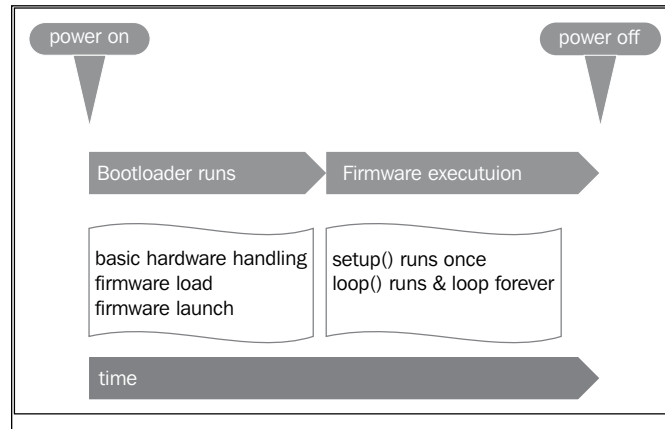 power on
power off
Bootloader runs
Firmware executuion
basic hardware handling
firmware load
firmware launch
setup() runs once
loop() runs & loop forever
time